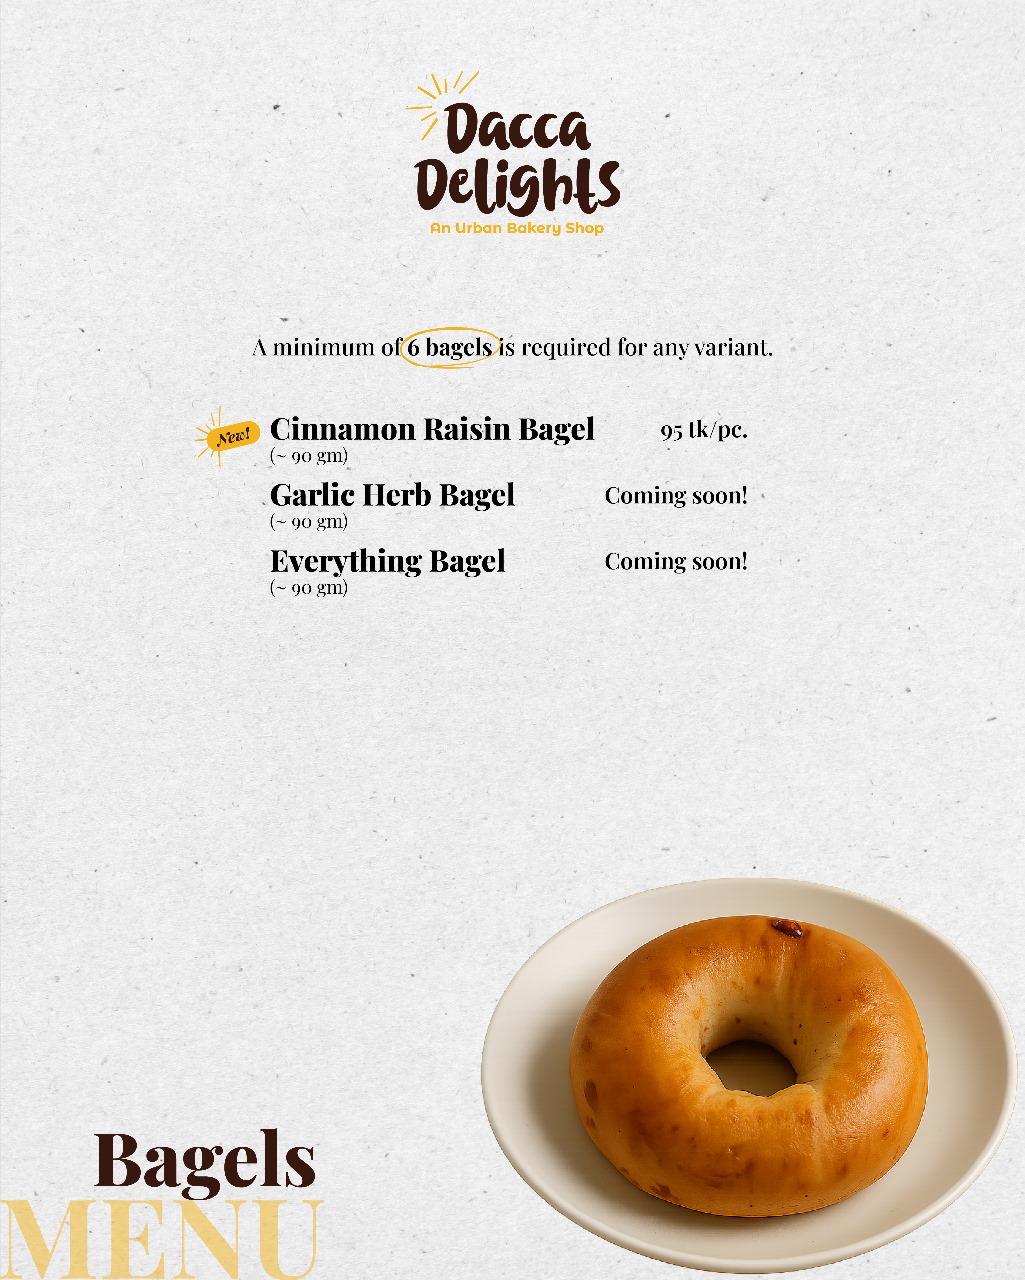 Dacca
Delights
An Urban Bakery Shop
A minimum of 6 bagels is required for any variant.
New! Cinnamon Raisin Bagel 95 tk/pc.
(~ 90 gm)
Garlic Herb Bagel Coming soon!
(~ 90 gm)
Everything Bagel Coming soon!
(~ 90 gm)
Bagels
MENU